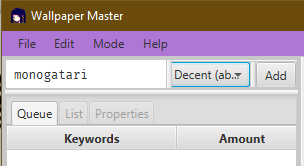 Wallpaper Master
File Edit Mode Help
monogatari Decent (ab... Add
Queue List Properties
Keywords Amount